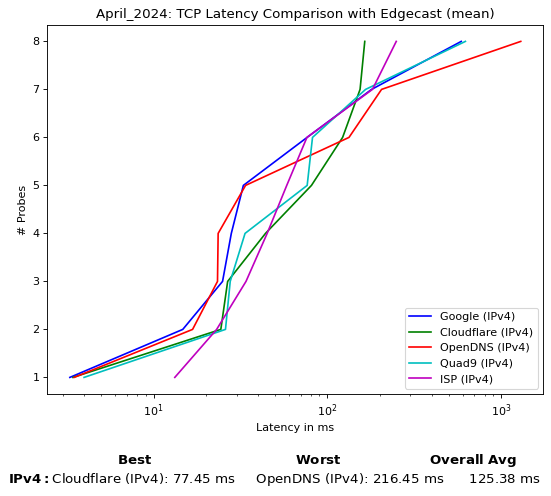 April_2024: TCP Latency Comparison with Edgecast (mean)
# Probes
8
7
6
5
4
3
2
1
Google (IPv4)
Cloudflare (IPv4)
OpenDNS (IPv4)
Quad9 (IPv4)
ISP (IPv4)
10¹ 10² 10³
Latency in ms
Best Worst Overall Avg
IPv4: Cloudflare (IPv4): 77.45 ms OpenDNS (IPv4): 216.45 ms 125.38 ms